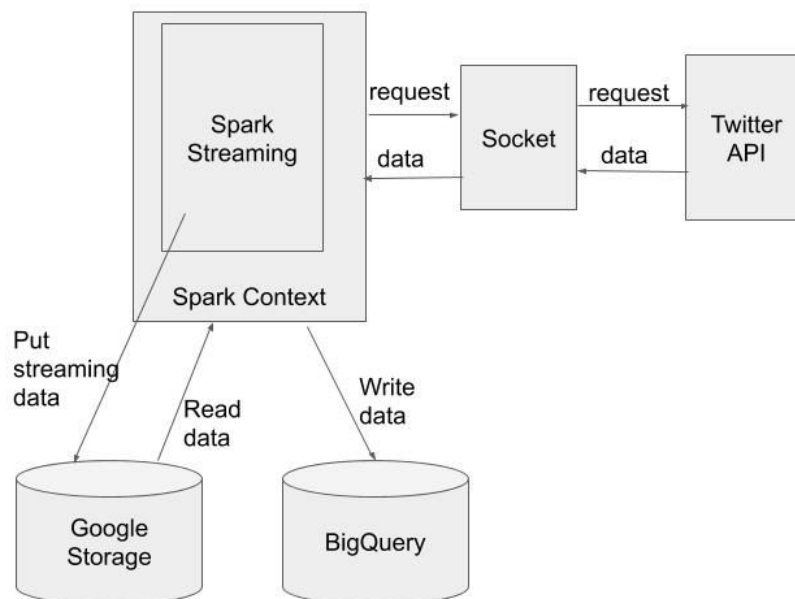 Spark
Streaming
Spark Context
request
data
Socket
request
data
Twitter
API
Put
streaming
data
Read
data
Write
data
Google
Storage
BigQuery